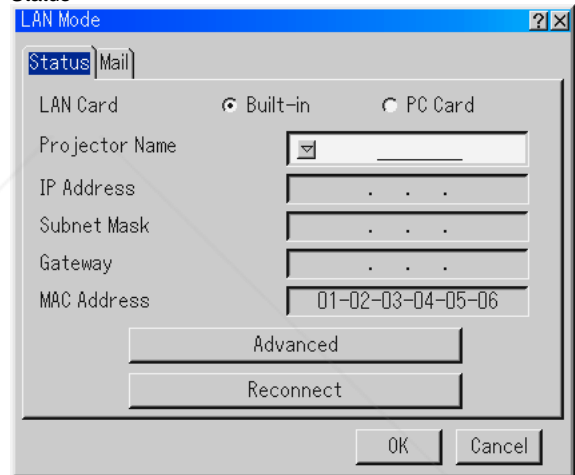 Status
LAN Mode
Status Mail
LAN Card Built-in PC Card
Projector Name
IP Address . . .
Subnet Mask . . .
Gateway . . .
MAC Address 01-02-03-04-05-06
Advanced
Reconnect
OK Cancel